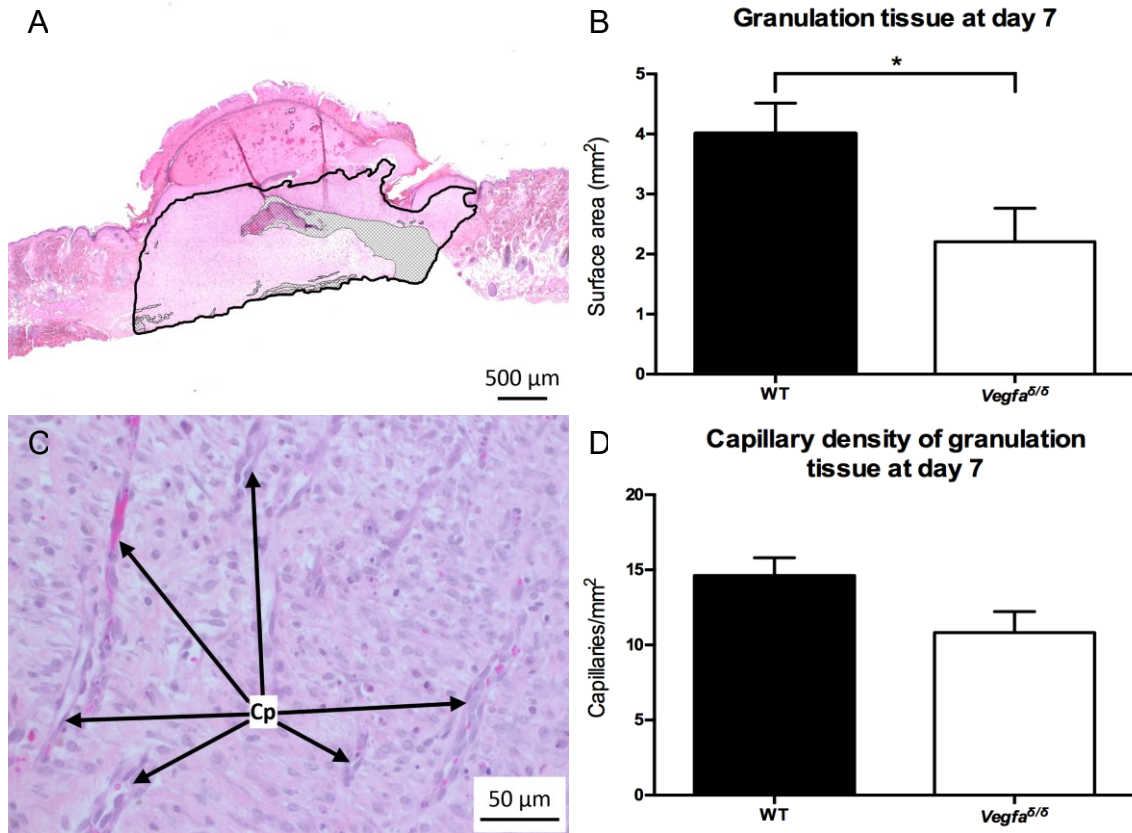 A
500 µm
B
Granulation tissue at day 7
*
Surface area (mm²)
5
4
3
2
1
0
WT
Vegfaδ/δ
C
Cp
50 µm
D
Capillary density of granulation
tissue at day 7
Capillaries/mm²
20
15
10
5
0
WT
Vegfaδ/δ